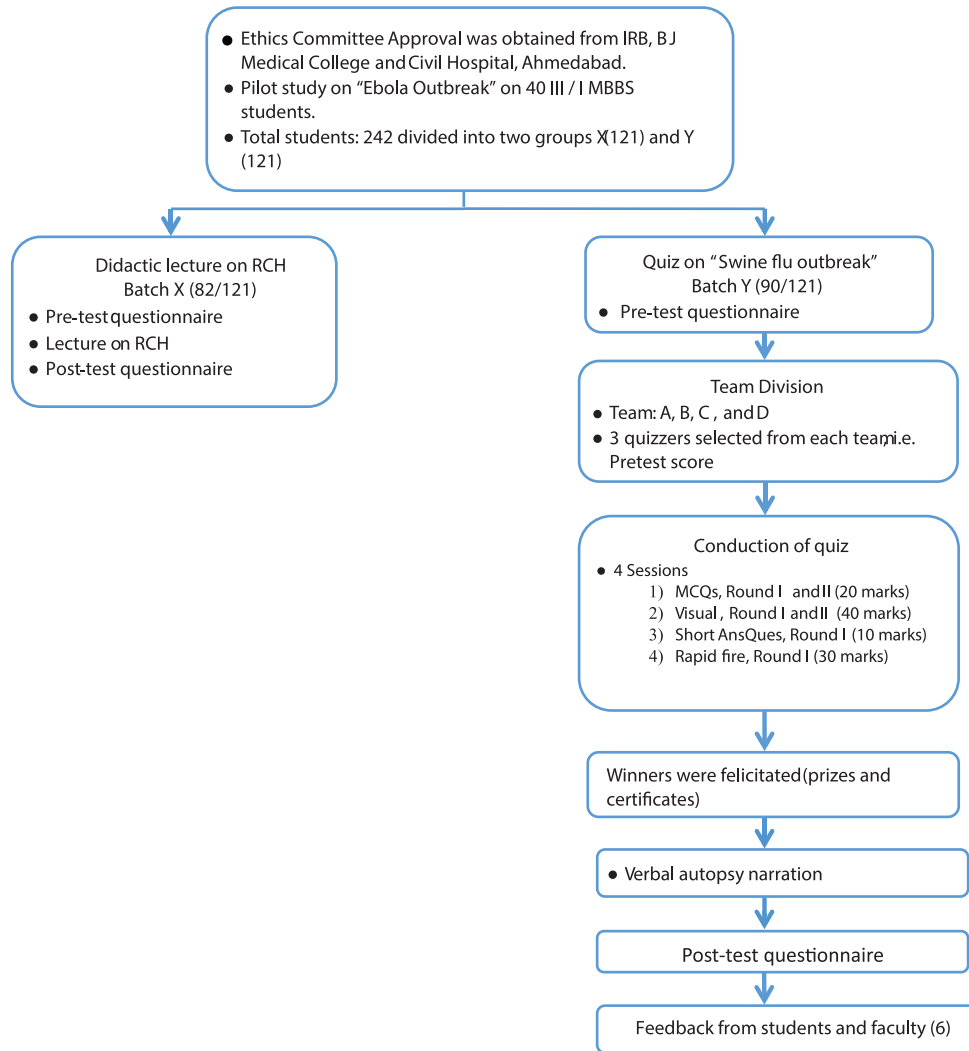 ● Ethics Committee Approval was obtained from IRB, BJ
Medical College and Civil Hospital, Ahmedabad.
● Pilot study on “Ebola Outbreak” on 40 III / I MBBS
students.
● Total students: 242 divided into two groups X(121) and Y
(121)
Didactic lecture on RCH
Batch X (82/121)
● Pre-test questionnaire
● Lecture on RCH
● Post-test questionnaire
Quiz on “Swine flu outbreak”
Batch Y (90/121)
● Pre-test questionnaire
Team Division
● Team: A, B, C , and D
● 3 quizzers selected from each team,i.e.
Pretest score
Conduction of quiz
● 4 Sessions
1) MCQs, Round I and II (20 marks)
2) Visual , Round I and II (40 marks)
3) Short AnsQues, Round I (10 marks)
4) Rapid fire, Round I (30 marks)
Winners were felicitated (prizes and
certificates)
● Verbal autopsy narration
Post-test questionnaire
Feedback from students and faculty (6)